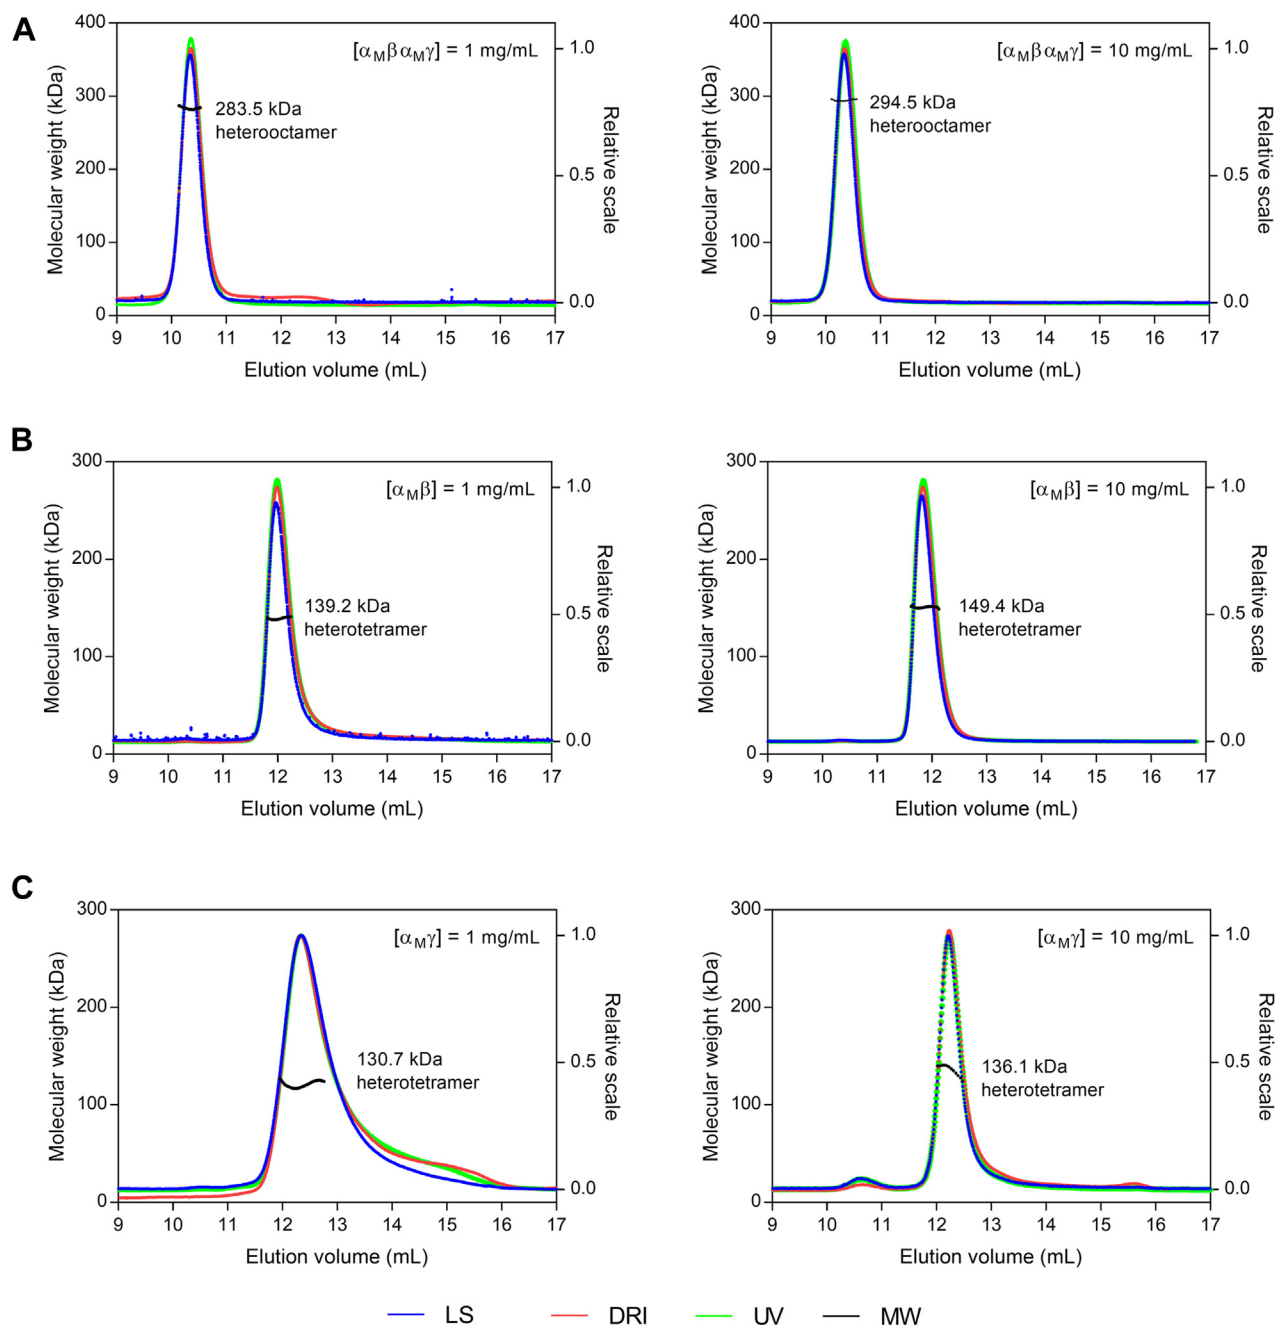 A
[αMβαMγ] = 1 mg/mL
283.5 kDa
heterooctamer
Molecular weight (kDa)
Relative scale
400
300
200
100
0
1.0
0.5
0.0
9 10 11 12 13 14 15 16 17
Elution volume (mL)
[αMβαMγ] = 10 mg/mL
294.5 kDa
heterooctamer
Molecular weight (kDa)
Relative scale
400
300
200
100
0
1.0
0.5
0.0
9 10 11 12 13 14 15 16 17
Elution volume (mL)
B
[αMβ] = 1 mg/mL
139.2 kDa
heterotetramer
Molecular weight (kDa)
Relative scale
300
200
100
0
1.0
0.5
0.0
9 10 11 12 13 14 15 16 17
Elution volume (mL)
[αMβ] = 10 mg/mL
149.4 kDa
heterotetramer
Molecular weight (kDa)
Relative scale
300
200
100
0
1.0
0.5
0.0
9 10 11 12 13 14 15 16 17
Elution volume (mL)
C
[αMγ] = 1 mg/mL
130.7 kDa
heterotetramer
Molecular weight (kDa)
Relative scale
300
200
100
0
1.0
0.5
0.0
9 10 11 12 13 14 15 16 17
Elution volume (mL)
[αMγ] = 10 mg/mL
136.1 kDa
heterotetramer
Molecular weight (kDa)
Relative scale
300
200
100
0
1.0
0.5
0.0
9 10 11 12 13 14 15 16 17
Elution volume (mL)
LS DRI UV MW